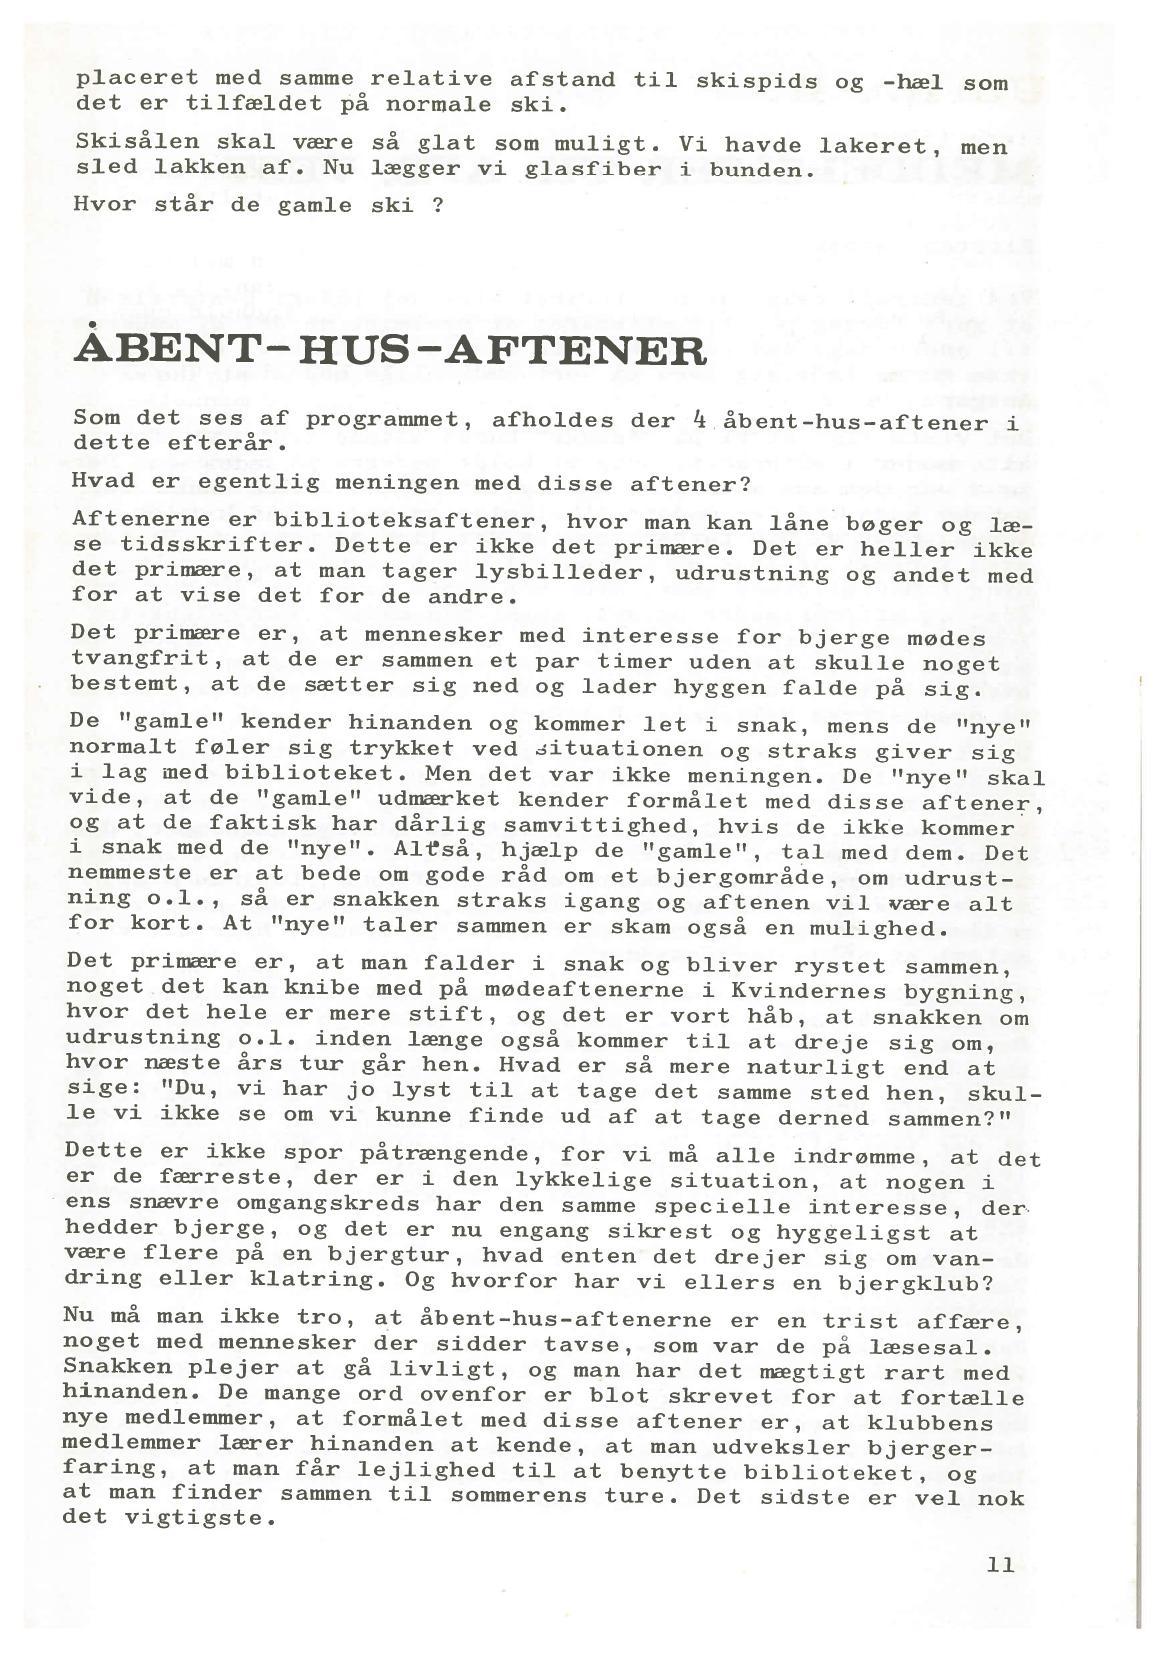 placeret med samme relative afstand til skispids og -hæl som
det er tilfældet på normale ski.
Skisålen skal være så glat som muligt. Vi havde lakeret, men
sled lakken af. Nu lægger vi glasfiber i bunden.
Hvor står de gamle ski ?
ÅBENT-HUS-AFTENER
Som det ses af programmet, afholdes der 4 åbent-hus-aftener i
dette efterår.
Hvad er egentlig meningen med disse aftener?
Aftenerne er biblioteksaftener, hvor man kan låne bøger og læ-
se tidsskrifter. Dette er ikke det primære. Det er heller ikke
det primære, at man tager lysbilleder, udrustning og andet med
for at vise det for de andre.
Det primære er, at mennesker med interesse for bjerge mødes
tvangfrit, at de er sammen et par timer uden at skulle noget
bestemt, at de sætter sig ned og lader hyggen falde på sig.
De "gamle" kender hinanden og kommer let i snak, mens de "nye"
normalt føler sig trykket ved situationen og straks giver sig
i lag med biblioteket. Men det var ikke meningen. De "nye" skal
vide, at de "gamle" udmærket kender formålet med disse aftener,
og at de faktisk har dårlig samvittighed, hvis de ikke kommer
i snak med de "nye". Altså, hjælp de "gamle", tal med dem. Det
nemmeste er at bede om gode råd om et bjergområde, om udrust-
ning o.l., så er snakken straks igang og aftenen vil være alt
for kort. At "nye" taler sammen er skam også en mulighed.
Det primære er, at man falder i snak og bliver rystet sammen,
noget det kan knibe med på mødeaftenerne i Kvindernes bygning,
hvor det hele er mere stift, og det er vort håb, at snakken om
udrustning o.l. inden længe også kommer til at dreje sig om,
hvor næste års tur går hen. Hvad er så mere naturligt end at
sige: "Du, vi har jo lyst til at tage det samme sted hen, skul-
le vi ikke se om vi kunne finde ud af at tage derned sammen?"
Dette er ikke spor påtrængende, for vi må alle indrømme, at det
er de færreste, der er i den lykkelige situation, at nogen i
ens snævre omgangskreds har den samme specielle interesse, der
hedder bjerge, og det er nu engang sikrest og hyggeligst at
være flere på en bjergtur, hvad enten det drejer sig om van-
dring eller klatring. Og hvorfor har vi ellers en bjergklub?
Nu må man ikke tro, at åbent-hus-aftenerne er en trist affære,
noget med mennesker der sidder tavse, som var de på læsesal.
Snakken plejer at gå livligt, og man har det mægtigt rart med
hinanden. De mange ord ovenfor er blot skrevet for at fortælle
nye medlemmer, at formålet med disse aftener er, at klubbens
medlemmer lærer hinanden at kende, at man udveksler bjerger-
faring, at man får lejlighed til at benytte biblioteket, og
at man finder sammen til sommerens ture. Det sidste er vel nok
det vigtigste.
11